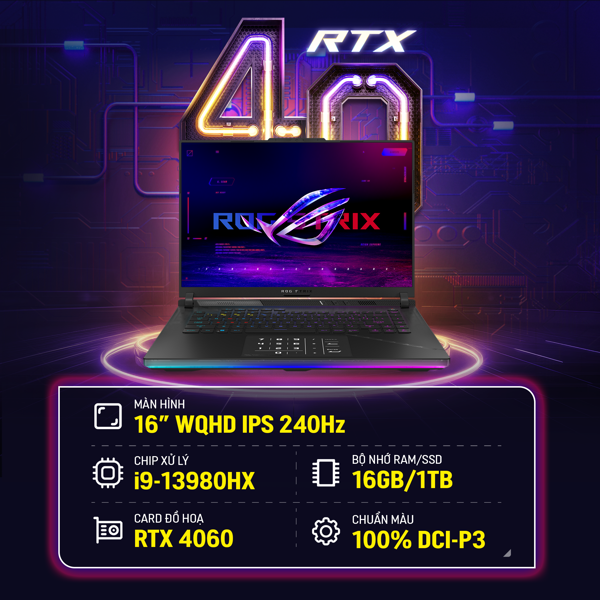 40 RTX
ROG STRIX
MÀN HÌNH
16” WQHD IPS 240Hz
CHIP XỬ LÝ
i9-13980HX
BỘ NHỚ RAM/SSD
16GB/1TB
CARD ĐỒ HOẠ
RTX 4060
CHUẨN MÀU
100% DCI-P3